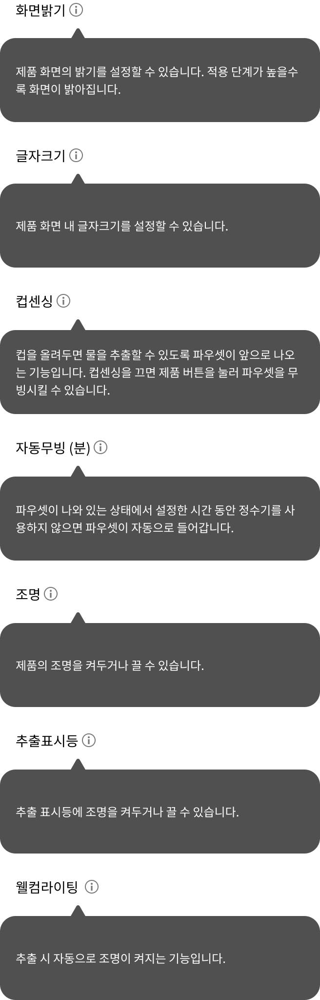 화면밝기
제품 화면의 밝기를 설정할 수 있습니다. 적용 단계가 높을수
록 화면이 밝아집니다.
글자크기
제품 화면 내 글자크기를 설정할 수 있습니다.
컵센싱
컵을 올려두면 물을 추출할 수 있도록 파우셋이 앞으로 나오
는 기능입니다. 컵센싱을 끄면 제품 버튼을 눌러 파우셋을 무
빙시킬 수 있습니다.
자동무빙 (분)
파우셋이 나와 있는 상태에서 설정한 시간 동안 정수기를 사
용하지 않으면 파우셋이 자동으로 들어갑니다.
조명
제품의 조명을 켜두거나 끌 수 있습니다.
추출표시등
추출 표시등에 조명을 켜두거나 끌 수 있습니다.
웰컴라이팅
추출 시 자동으로 조명이 켜지는 기능입니다.